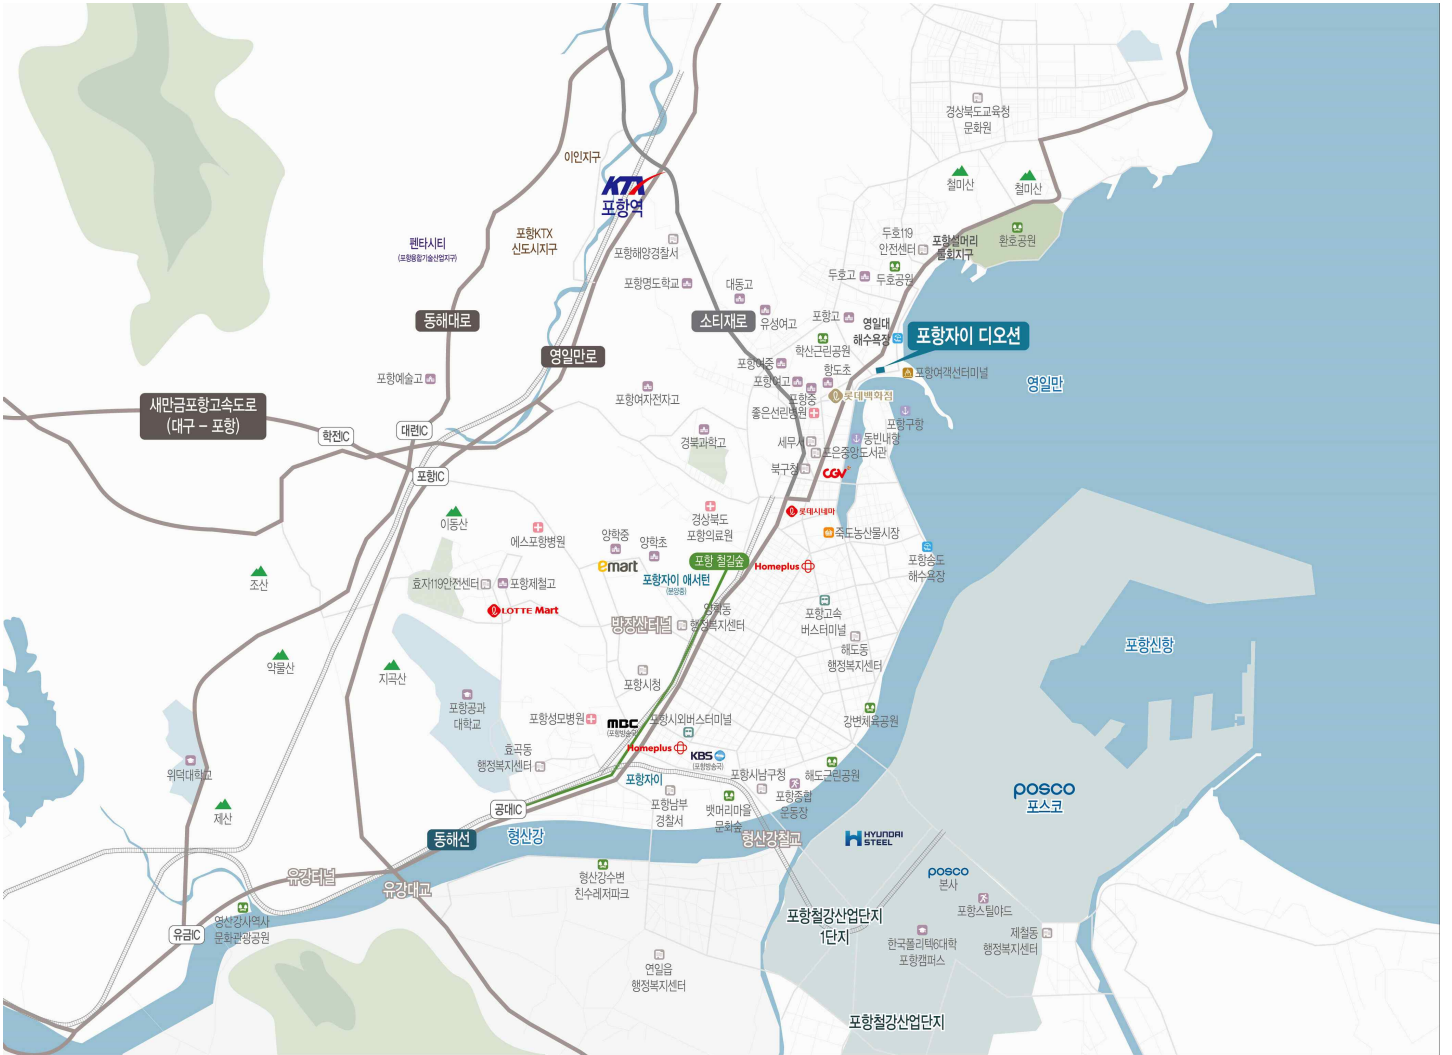 경상북도교육청
문화원
이인지구
KTX
포항역
철미산
철미산
펜타시티
(포항융합기술산업지구)
포항KTX
신도시지구
포항해양경찰서
두호119
안전센터
포항설머리
물회지구
환호공원
포항명도학교
대동고
두호고
두호공원
동해대로
소티재로
유성여고
포항고
영일대
해수욕장
포항자이 디오션
영일만로
학산근린공원
포항여중
항도초
포항여객선터미널
영일만
포항예술고
포항여자전자고
포항여고
포항중
롯데백화점
새만금포항고속도로
(대구 - 포항)
좋은선린병원
포항구항
학전IC
대련IC
경북과학고
세무서
동빈내항
포은중앙도서관
포항IC
북구청
CGV
이동산
경상북도
포항의료원
롯데시네마
에스포항병원
양학중
양학초
죽도농산물시장
emart
포항 철길숲
Homeplus
포항송도
해수욕장
조산
효자119안전센터
포항제철고
포항자이 애서턴
(분양중)
LOTTE Mart
방장산터널
양학동
행정복지센터
포항고속
버스터미널
해도동
행정복지센터
포항신항
약물산
지곡산
포항시청
포항공과
대학교
포항성모병원
MBC
(포항방송국)
포항시외버스터미널
강변체육공원
Homeplus
KBS
(포항방송국)
위덕대학교
효곡동
행정복지센터
포항자이
포항시남구청
해도근린공원
posco
포스코
제산
공대IC
포항남부
경찰서
뱃머리마을
문화숲
포항종합
운동장
동해선
형산강
형산강철교
HYUNDAI
STEEL
유강터널
유강대교
형산강수변
친수레저파크
posco
본사
영산강사역사
문화관광공원
포항철강산업단지
1단지
포항스틸야드
유금IC
한국폴리텍6대학
포항캠퍼스
제철동
행정복지센터
연일읍
행정복지센터
포항철강산업단지